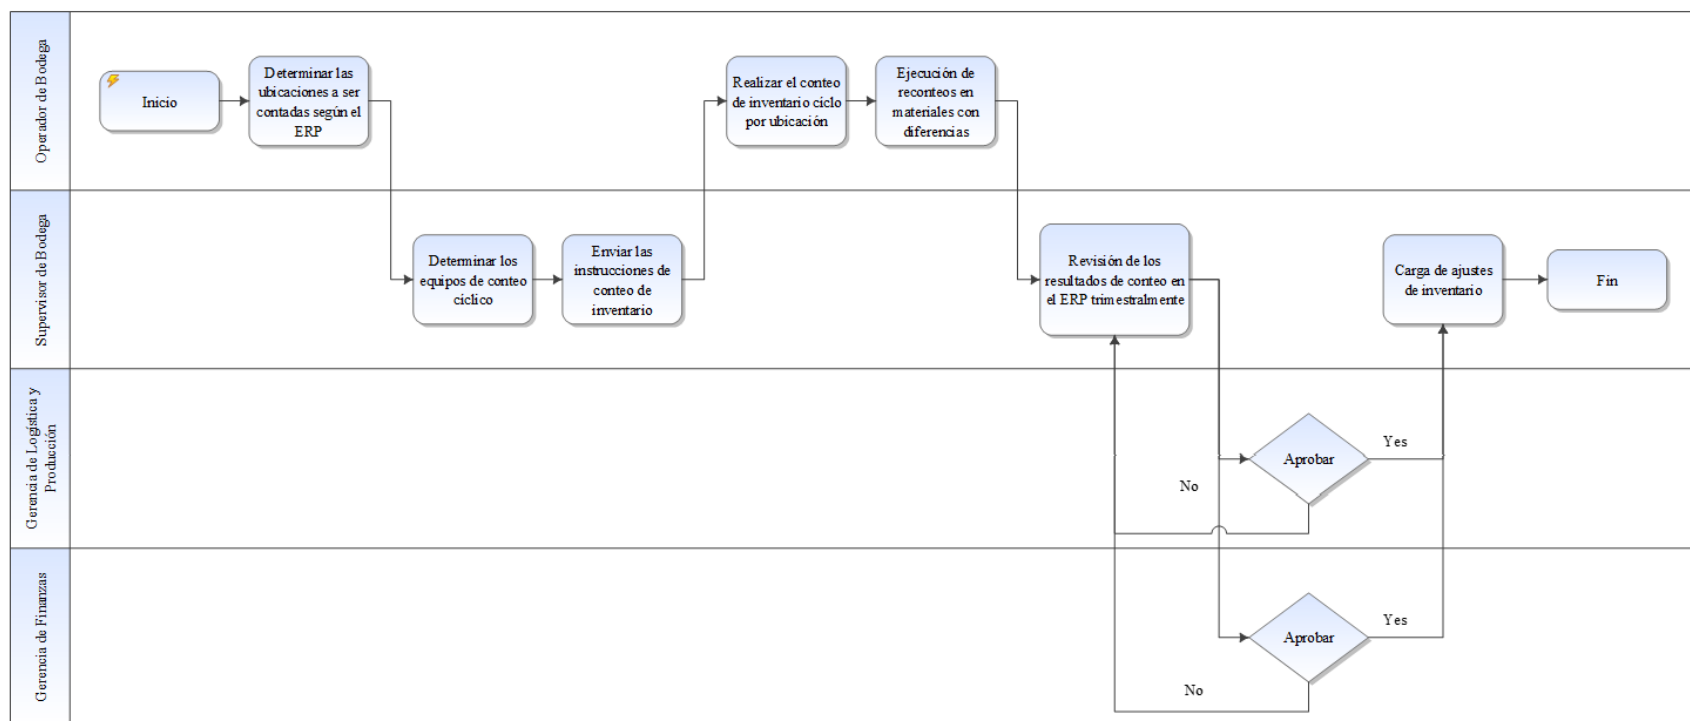 Operador de Bodega
Inicio
Determinar las
ubicaciones a ser
contadas según el
ERP
Realizar el conteo
de inventario ciclo
por ubicación
Ejecución de
reconteos en
materiales con
diferencias
Supervisor de Bodega
Determinar los
equipos de conteo
cíclico
Enviar las
instrucciones de
conteo de
inventario
Revisión de los
resultados de conteo en
el ERP trimestralmente
Carga de ajustes
de inventario
Fin
Gerencia de Logística y
Producción
Aprobar
Yes
No
Gerencia de Finanzas
Aprobar
Yes
No